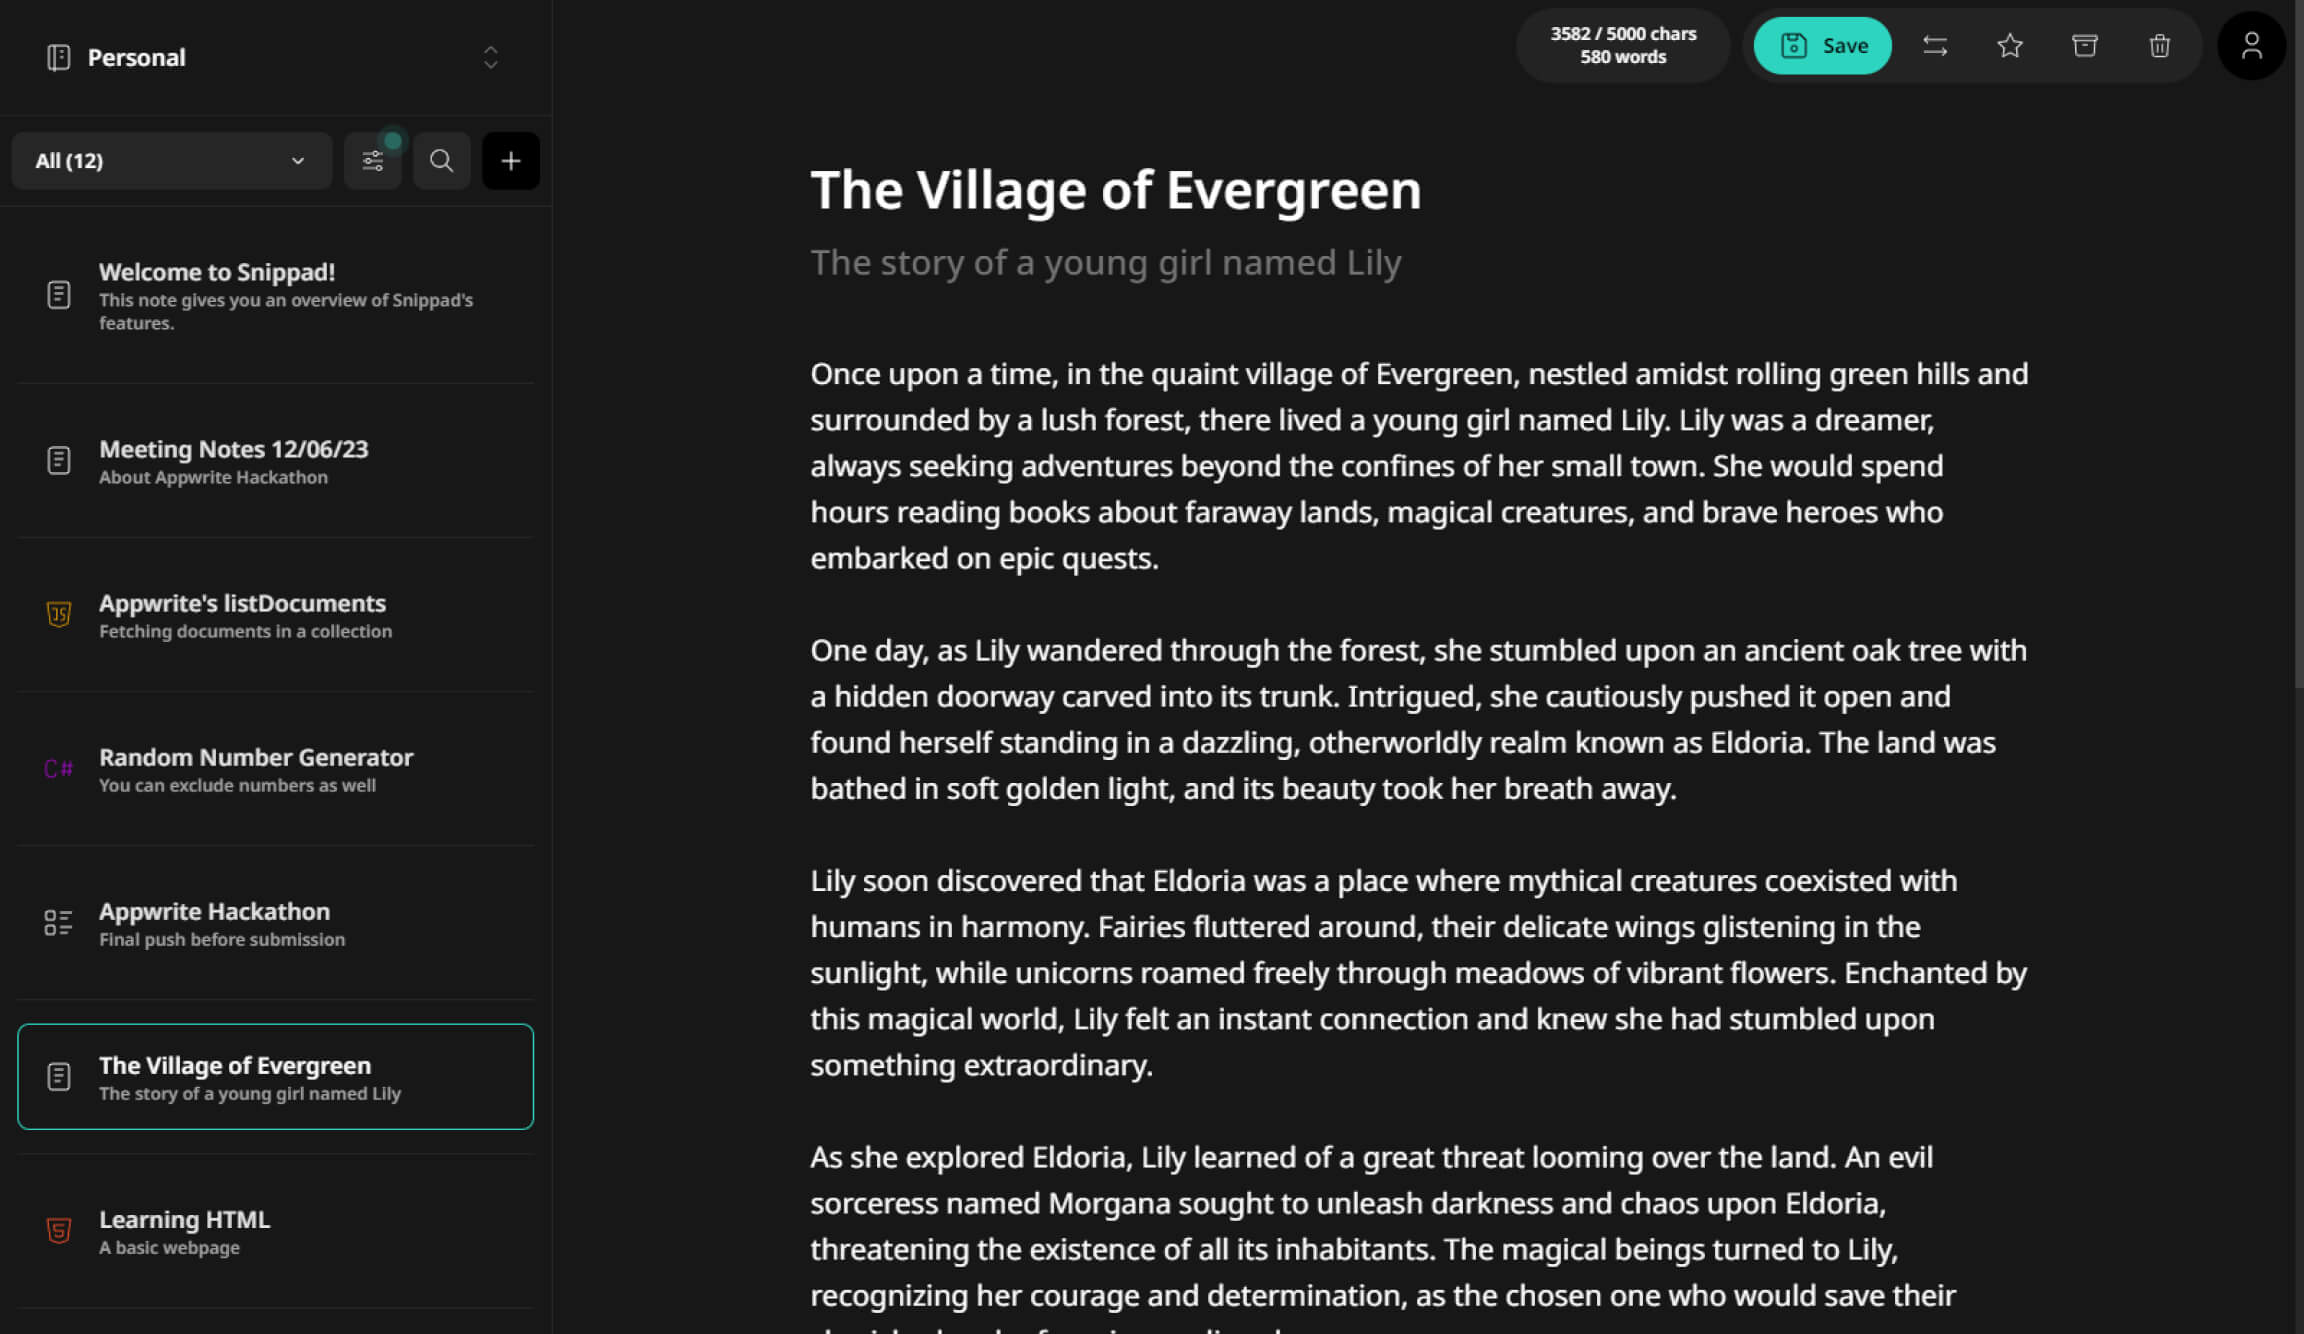 Personal
All (12)
Welcome to Snippad!
This note gives you an overview of Snippad's
features.
Meeting Notes 12/06/23
About Appwrite Hackathon
JS
Appwrite's listDocuments
Fetching documents in a collection
C#
Random Number Generator
You can exclude numbers as well
Appwrite Hackathon
Final push before submission
The Village of Evergreen
The story of a young girl named Lily
5
Learning HTML
A basic webpage
3582 / 5000 chars
580 words
Save
The Village of Evergreen
The story of a young girl named Lily
Once upon a time, in the quaint village of Evergreen, nestled amidst rolling green hills and
surrounded by a lush forest, there lived a young girl named Lily. Lily was a dreamer,
always seeking adventures beyond the confines of her small town. She would spend
hours reading books about faraway lands, magical creatures, and brave heroes who
embarked on epic quests.
One day, as Lily wandered through the forest, she stumbled upon an ancient oak tree with
a hidden doorway carved into its trunk. Intrigued, she cautiously pushed it open and
found herself standing in a dazzling, otherworldly realm known as Eldoria. The land was
bathed in soft golden light, and its beauty took her breath away.
Lily soon discovered that Eldoria was a place where mythical creatures coexisted with
humans in harmony. Fairies fluttered around, their delicate wings glistening in the
sunlight, while unicorns roamed freely through meadows of vibrant flowers. Enchanted by
this magical world, Lily felt an instant connection and knew she had stumbled upon
something extraordinary.
As she explored Eldoria, Lily learned of a great threat looming over the land. An evil
sorceress named Morgana sought to unleash darkness and chaos upon Eldoria,
threatening the existence of all its inhabitants. The magical beings turned to Lily,
recognizing her courage and determination, as the chosen one who would save their